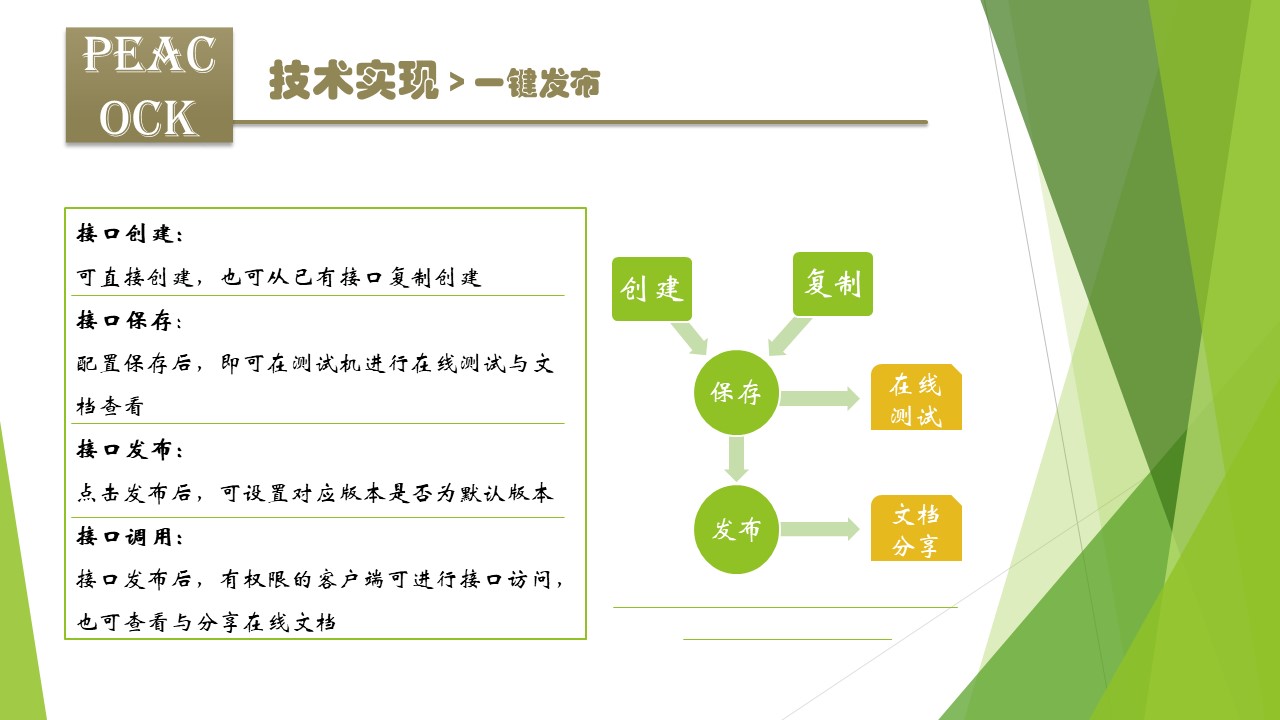 PEAC
OCK
技术实现 > 一键发布
接口创建:
可直接创建，也可从已有接口复制创建
接口保存:
配置保存后，即可在测试机进行在线测试与文
档查看
接口发布:
点击发布后，可设置对应版本是否为默认版本
接口调用:
接口发布后，有权限的客户端可进行接口访问，
也可查看与分享在线文档
创建
复制
保存
在线
测试
发布
文档
分享